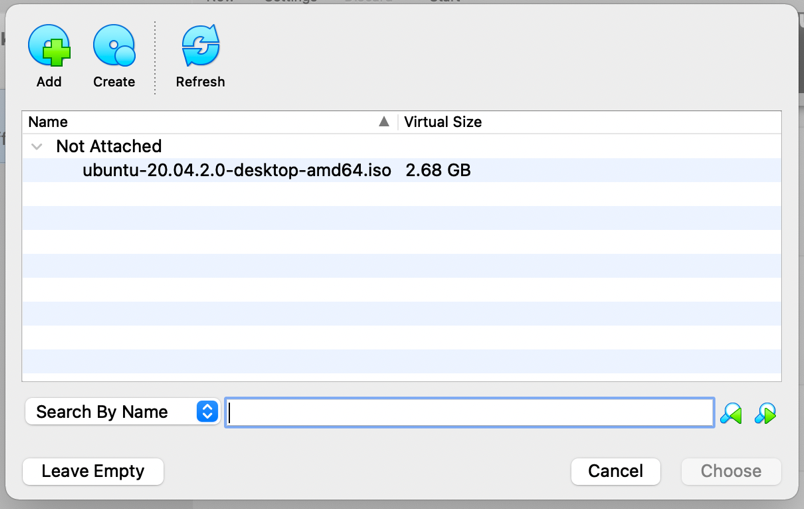 Settings
Add
Create
Refresh
Name
Virtual Size
Not Attached
ubuntu-20.04.2.0-desktop-amd64.iso 2.68 GB
Search By Name
Leave Empty
Cancel
Choose